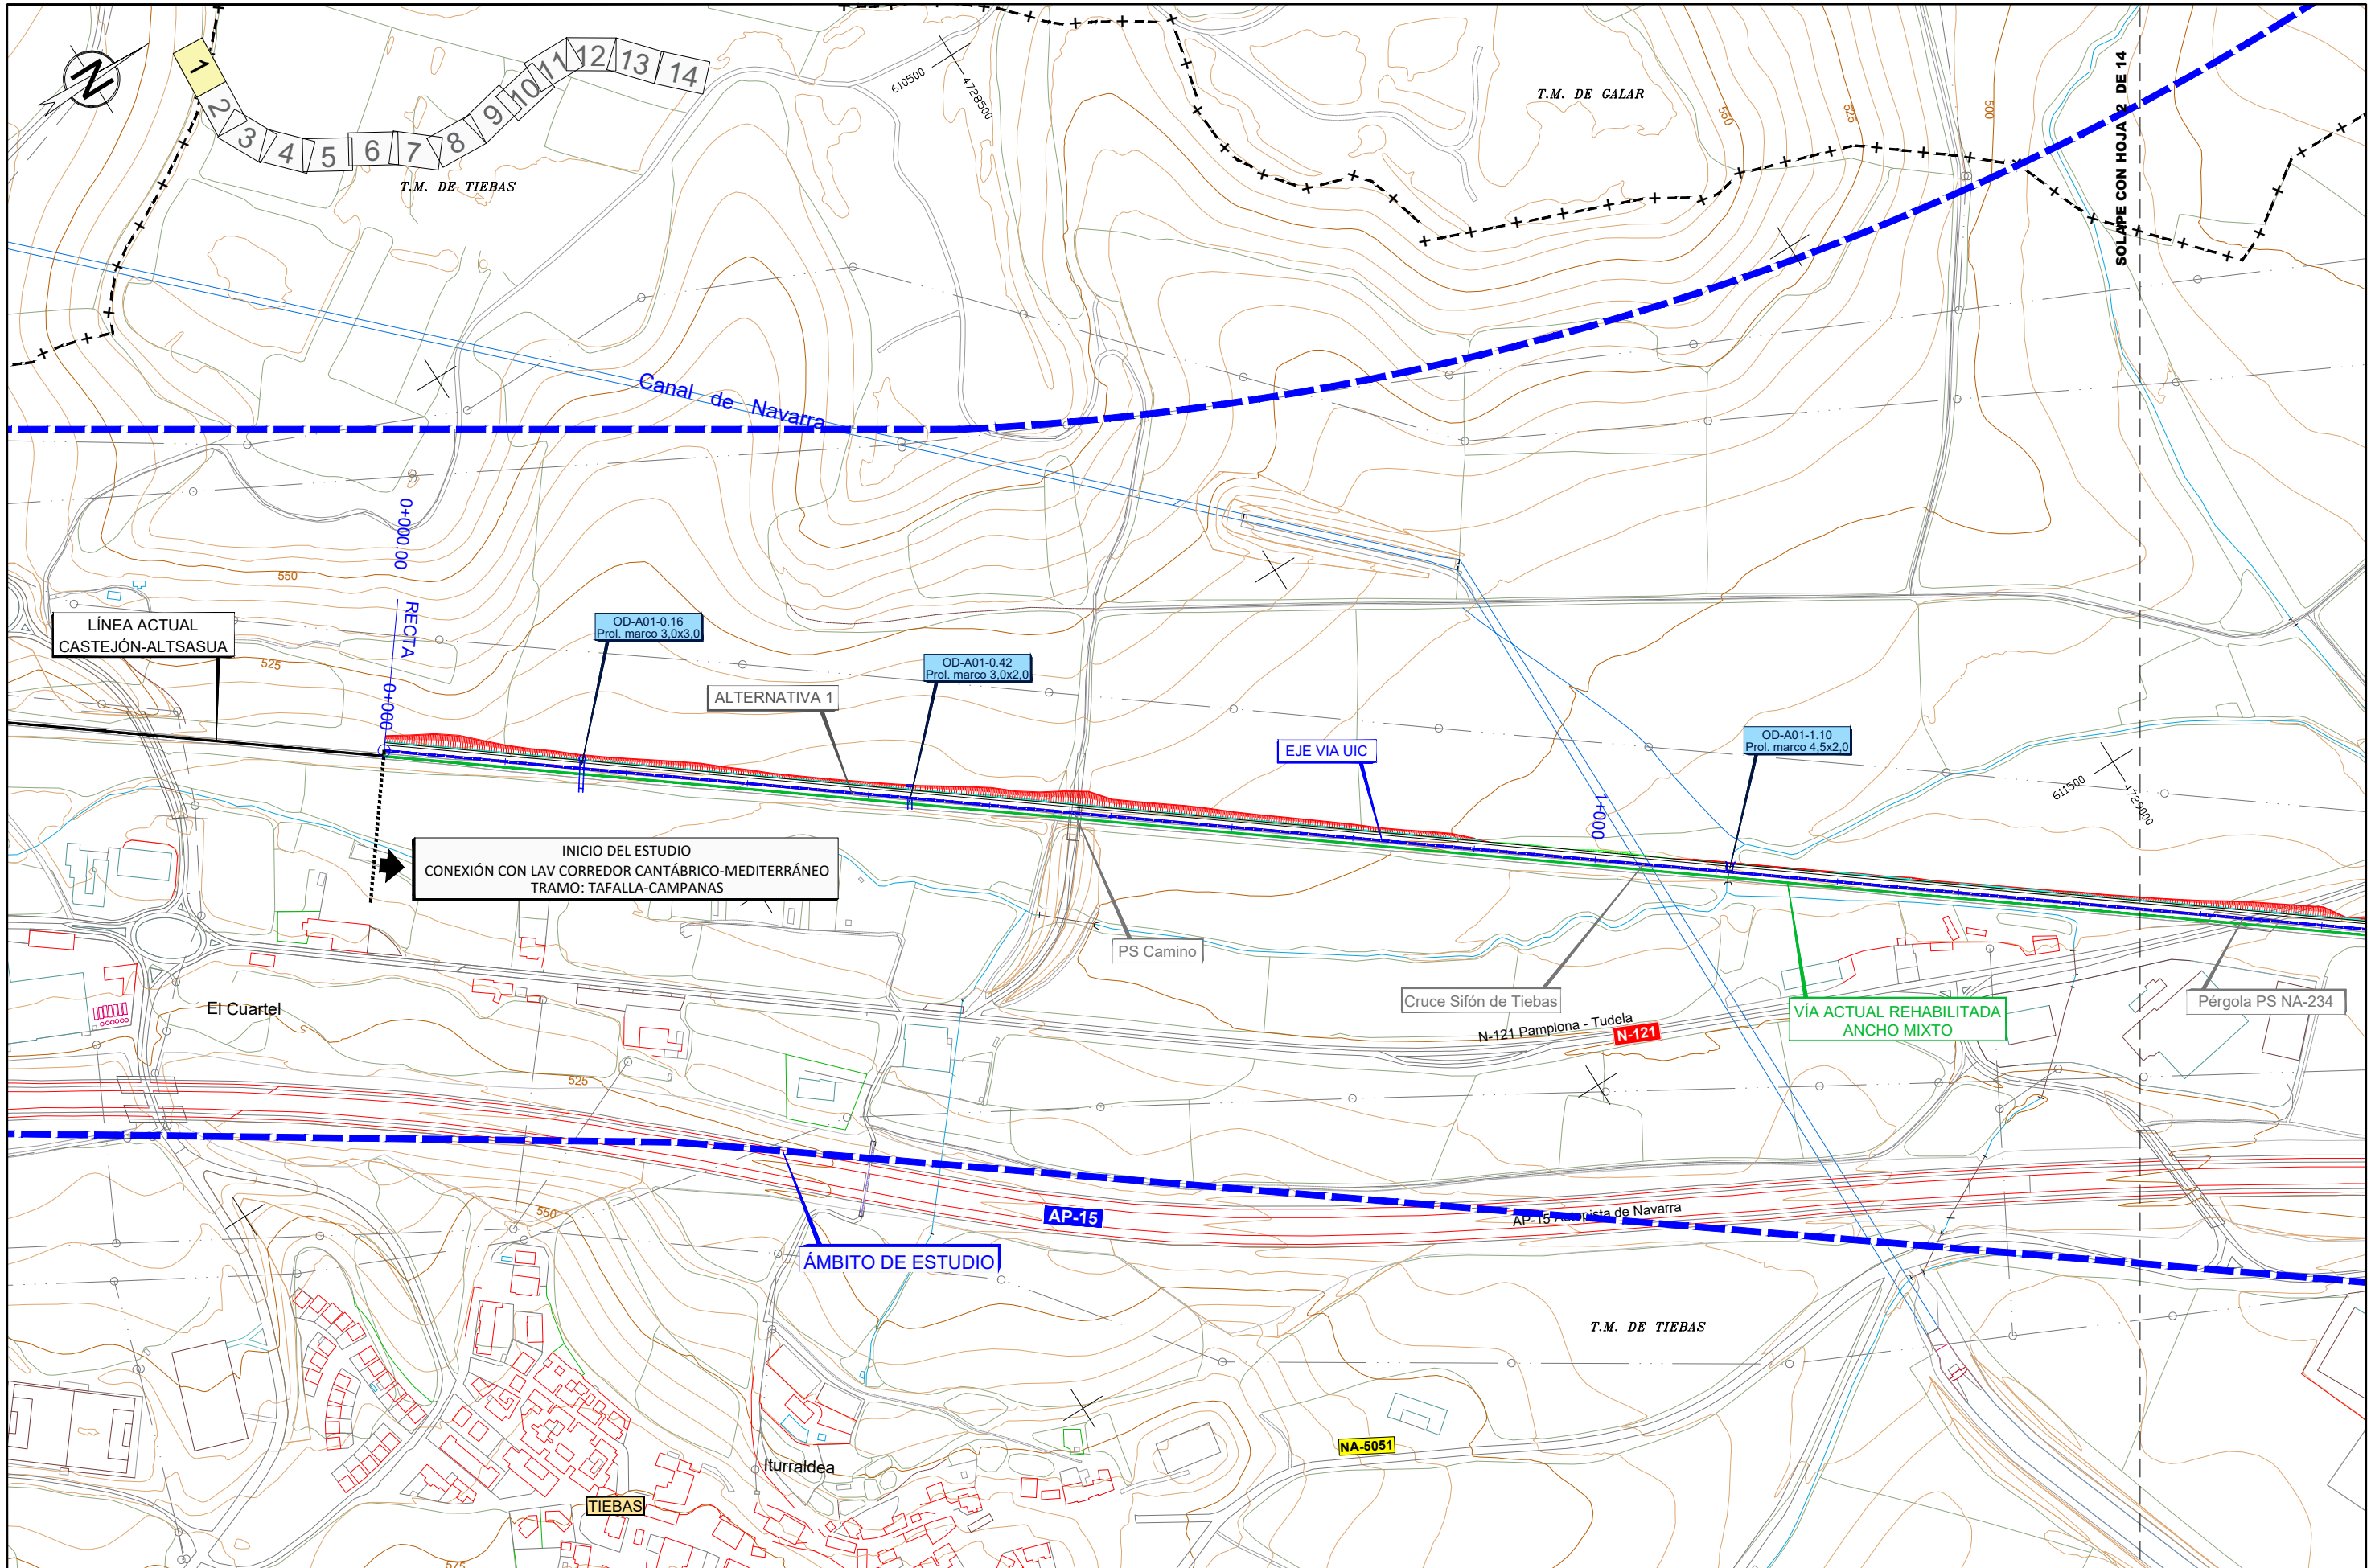 N
1
2
3
4
5
6
7
8
9
10
11
12
13
14
T.M. DE TIEBAS
610500
4728500
T.M. DE GALAR
550
525
500
SOLAPE CON HOJA 2 DE 14
Canal de Navarra
0+000.00
RECTA
0+000
550
525
LÍNEA ACTUAL
CASTEJÓN-ALTSASUA
OD-A01-0.16
Prol. marco 3,0x3,0
OD-A01-0.42
Prol. marco 3,0x2,0
ALTERNATIVA 1
EJE VIA UIC
1+000
OD-A01-1.10
Prol. marco 4,5x2,0
611500
4729000
INICIO DEL ESTUDIO
CONEXIÓN CON LAV CORREDOR CANTÁBRICO-MEDITERRÁNEO
TRAMO: TAFALLA-CAMPANAS
PS Camino
Cruce Sifón de Tiebas
VÍA ACTUAL REHABILITADA
ANCHO MIXTO
Pérgola PS NA-234
El Cuartel
N-121 Pamplona - Tudela
N-121
525
550
AP-15
AP-15 Autopista de Navarra
ÁMBITO DE ESTUDIO
T.M. DE TIEBAS
NA-5051
Iturraldea
TIEBAS
575